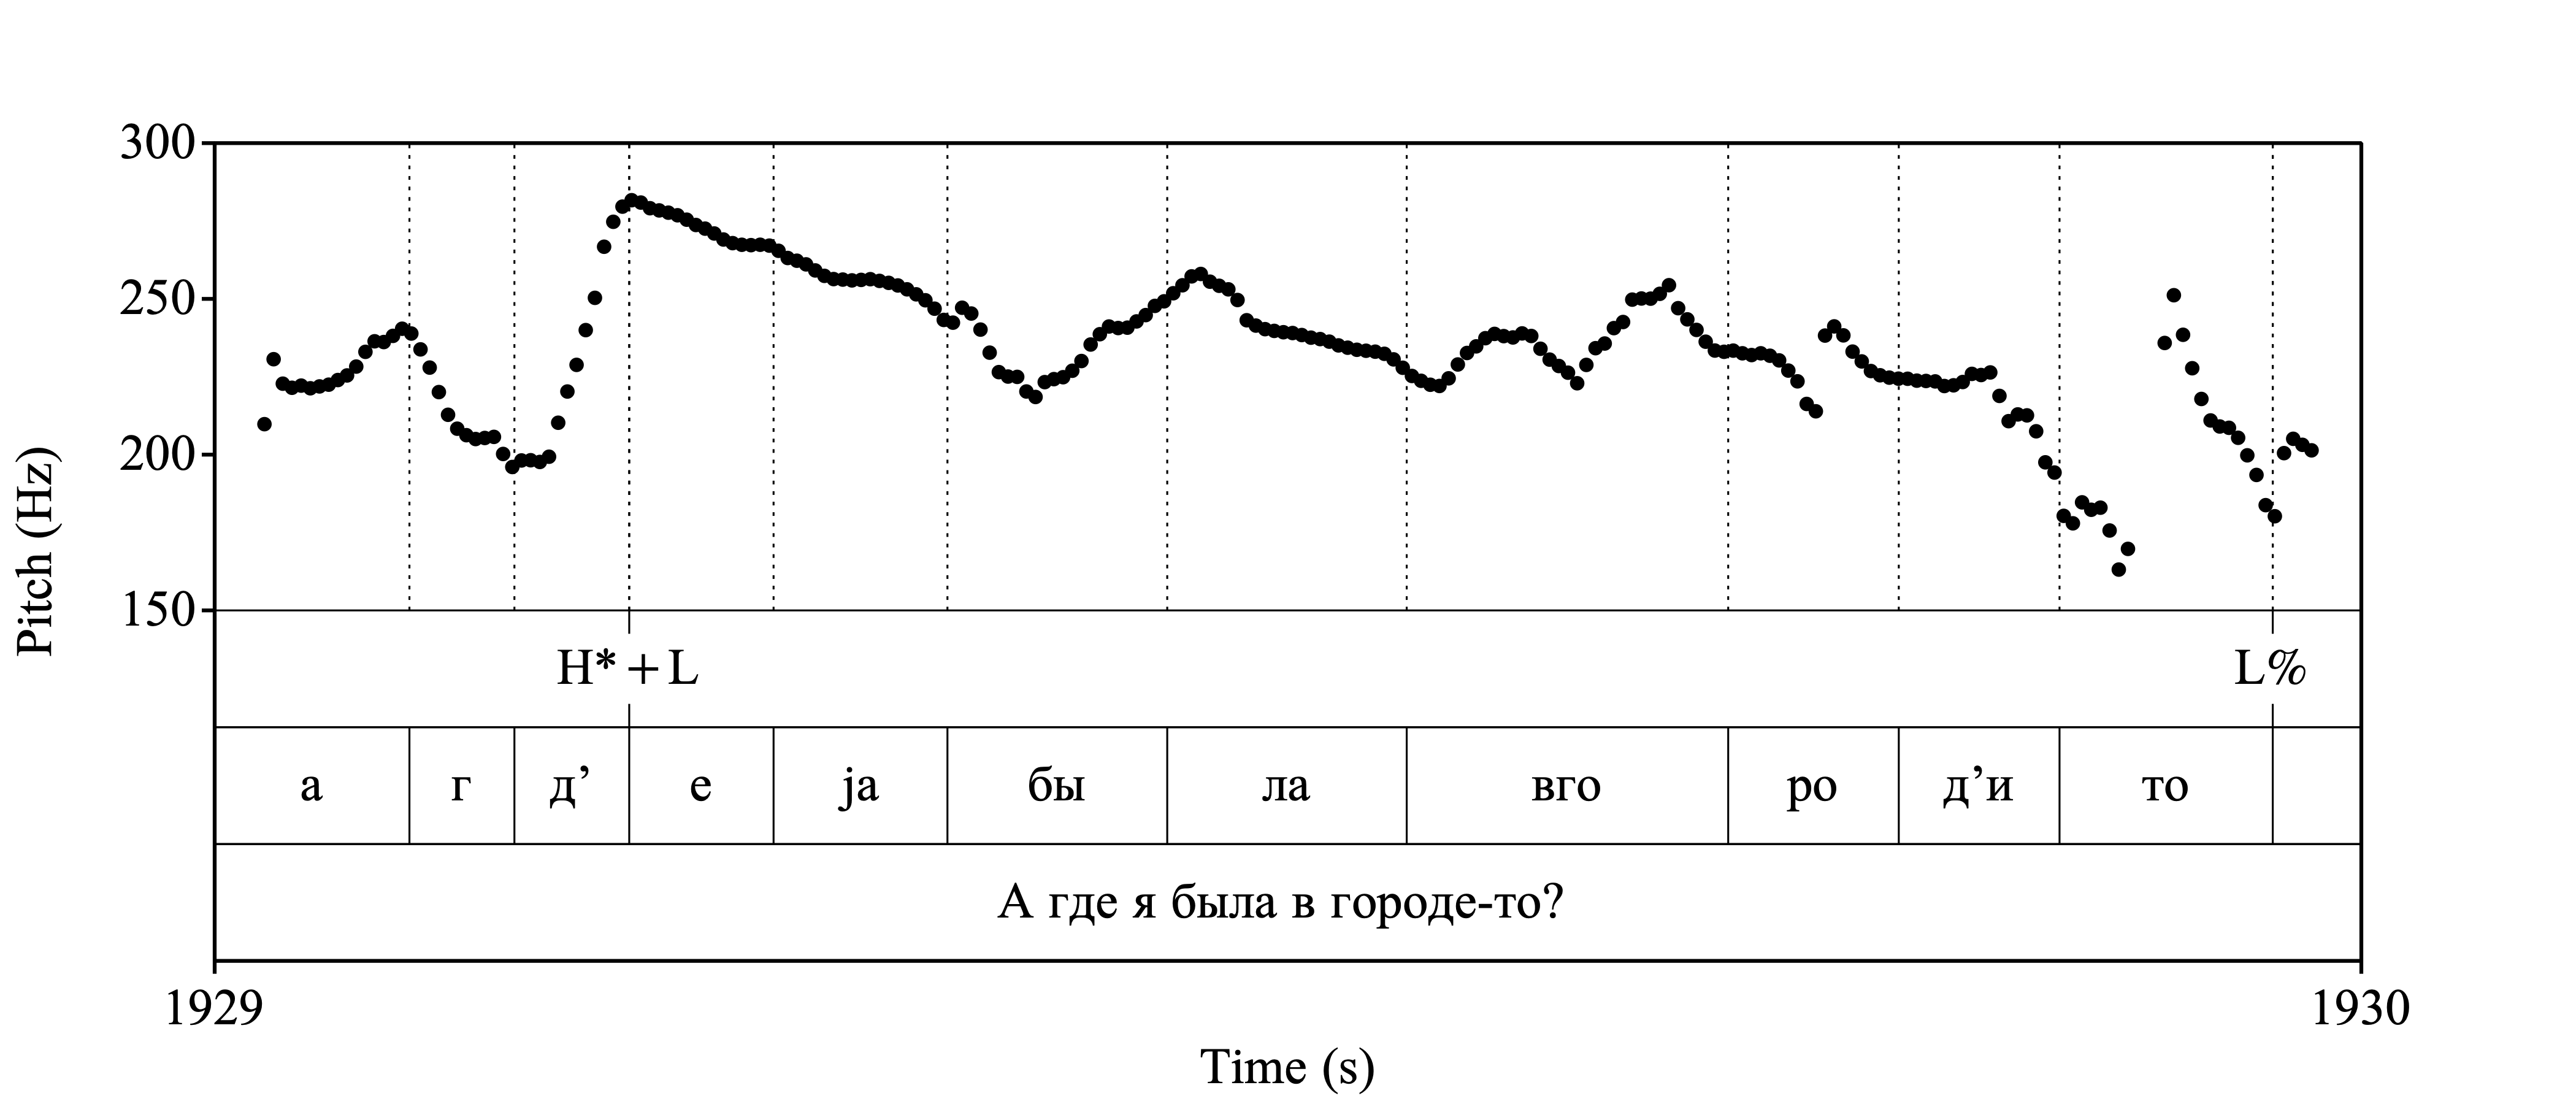 300
250
200
150
Pitch (Hz)
H* + L L%
а г д’ е ја бы ла вго ро д’и то
А где я была в городе-то?
1929 1930
Time (s)